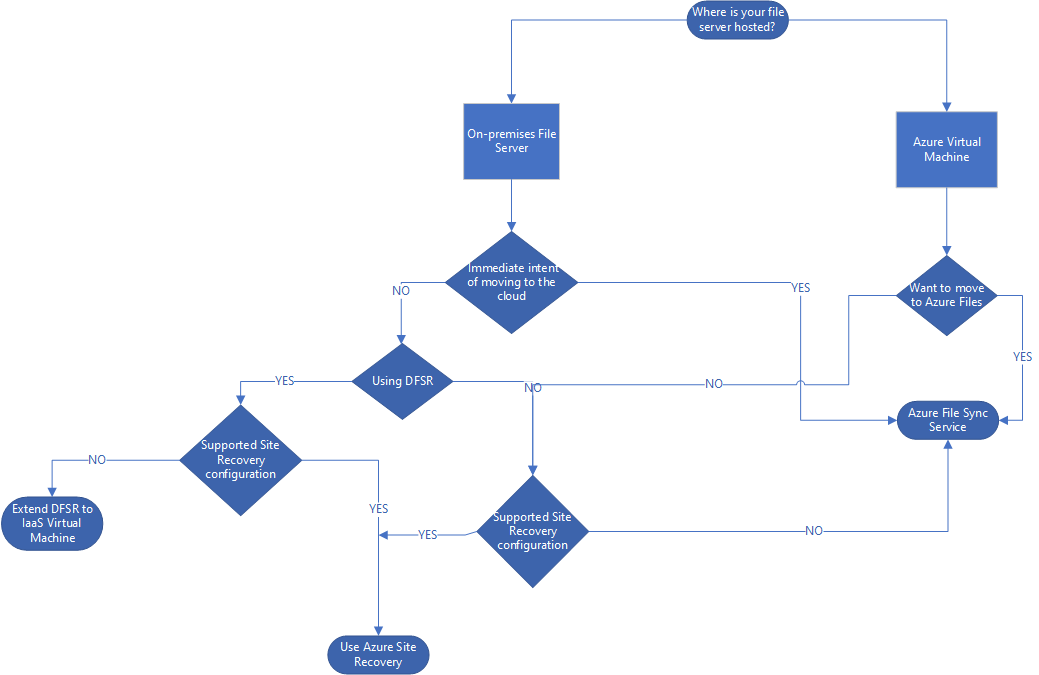 Where is your file
server hosted?
On-premises File
Server
Azure Virtual
Machine
Immediate intent
of moving to the
cloud
NO
YES
Want to move
to Azure Files
YES
NO
Using DFSR
YES
NO
Azure File Sync
Service
Supported Site
Recovery
configuration
NO
YES
Extend DFSR to
IaaS Virtual
Machine
Supported Site
Recovery
configuration
YES
NO
Use Azure Site
Recovery